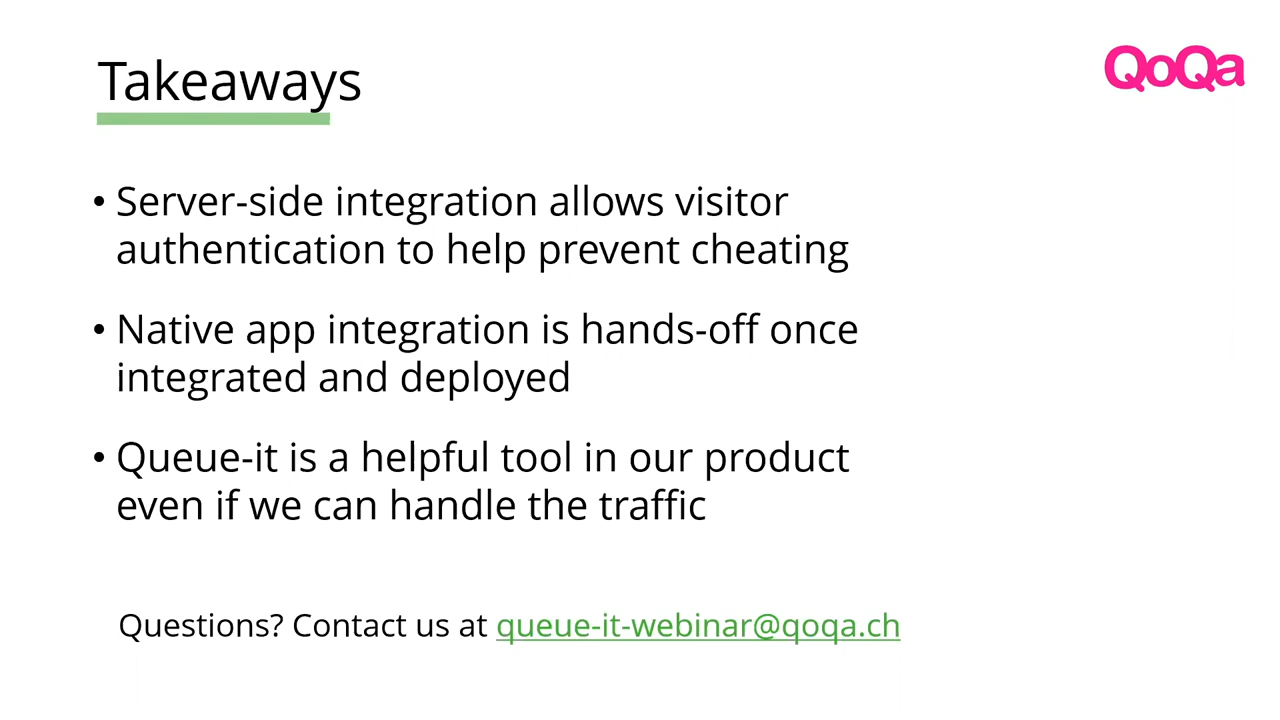 Takeaways
QoQa
• Server-side integration allows visitor
authentication to help prevent cheating
• Native app integration is hands-off once
integrated and deployed
• Queue-it is a helpful tool in our product
even if we can handle the traffic
Questions? Contact us at queue-it-webinar@qoqa.ch